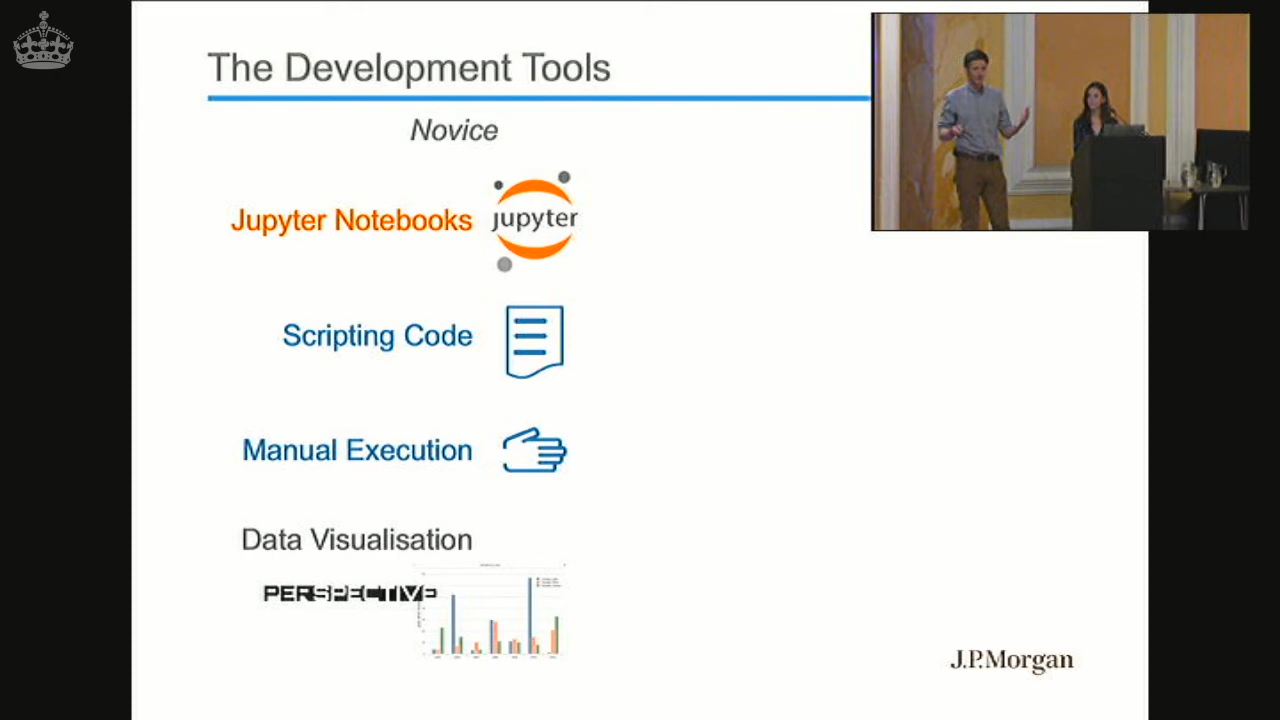 The Development Tools
Novice
Jupyter Notebooks
jupyter
Scripting Code
Manual Execution
Data Visualisation
PERSPECTIVE
J.P.Morgan